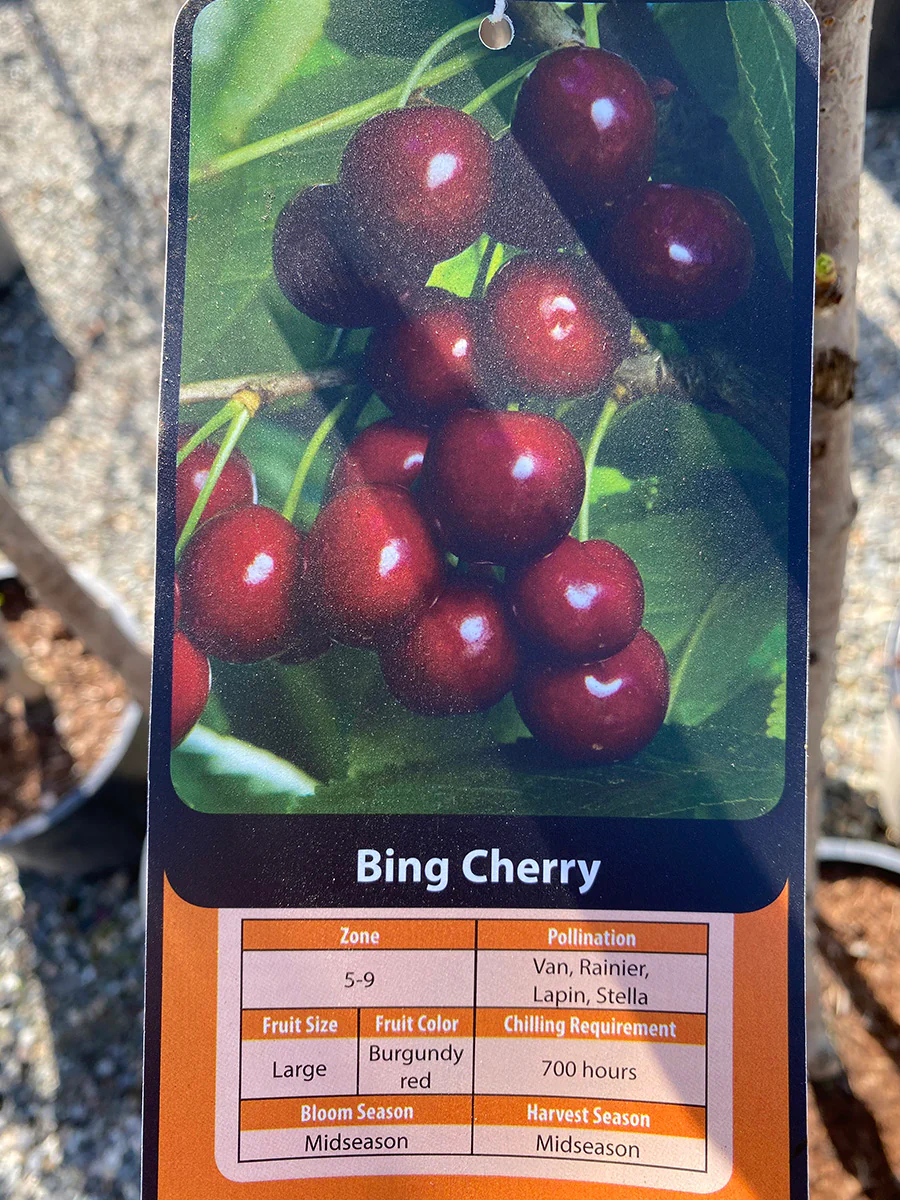 Bing Cherry
Zone
Pollination
5-9
Van, Rainier,
Lapin, Stella
Fruit Size
Fruit Color
Chilling Requirement
Large
Burgundy
red
700 hours
Bloom Season
Harvest Season
Midseason
Midseason